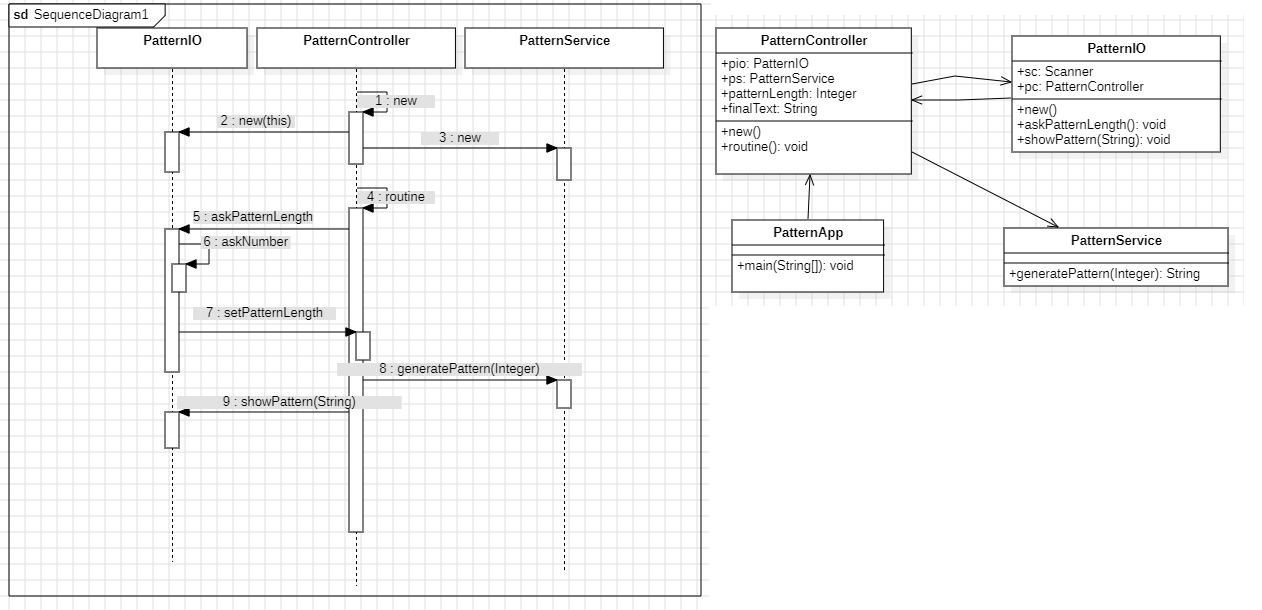 sd SequenceDiagram1
PatternIO
PatternController
PatternService
1 : new
2 : new(this)
3 : new
4 : routine
5 : askPatternLength
6 : askNumber
7 : setPatternLength
8 : generatePattern(Integer)
9 : showPattern(String)
PatternController
+pio: PatternIO
+ps: PatternService
+patternLength: Integer
+finalText: String
+new()
+routine(): void
PatternIO
+sc: Scanner
+pc: PatternController
+new()
+askPatternLength(): void
+showPattern(String): void
PatternApp
+main(String[]): void
PatternService
+generatePattern(Integer): String